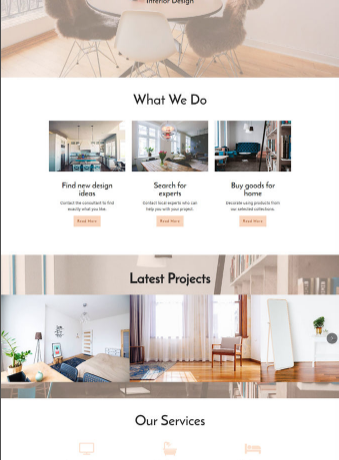 Interior Design
What We Do
Find new design
ideas
Contact the consultant to find
exactly what you like.
Read More
Search for
experts
Contact local experts who can
help you with your project.
Read More
Buy goods for
home
Decorate using products from
our selected collections.
Read More
Latest Projects
Our Services